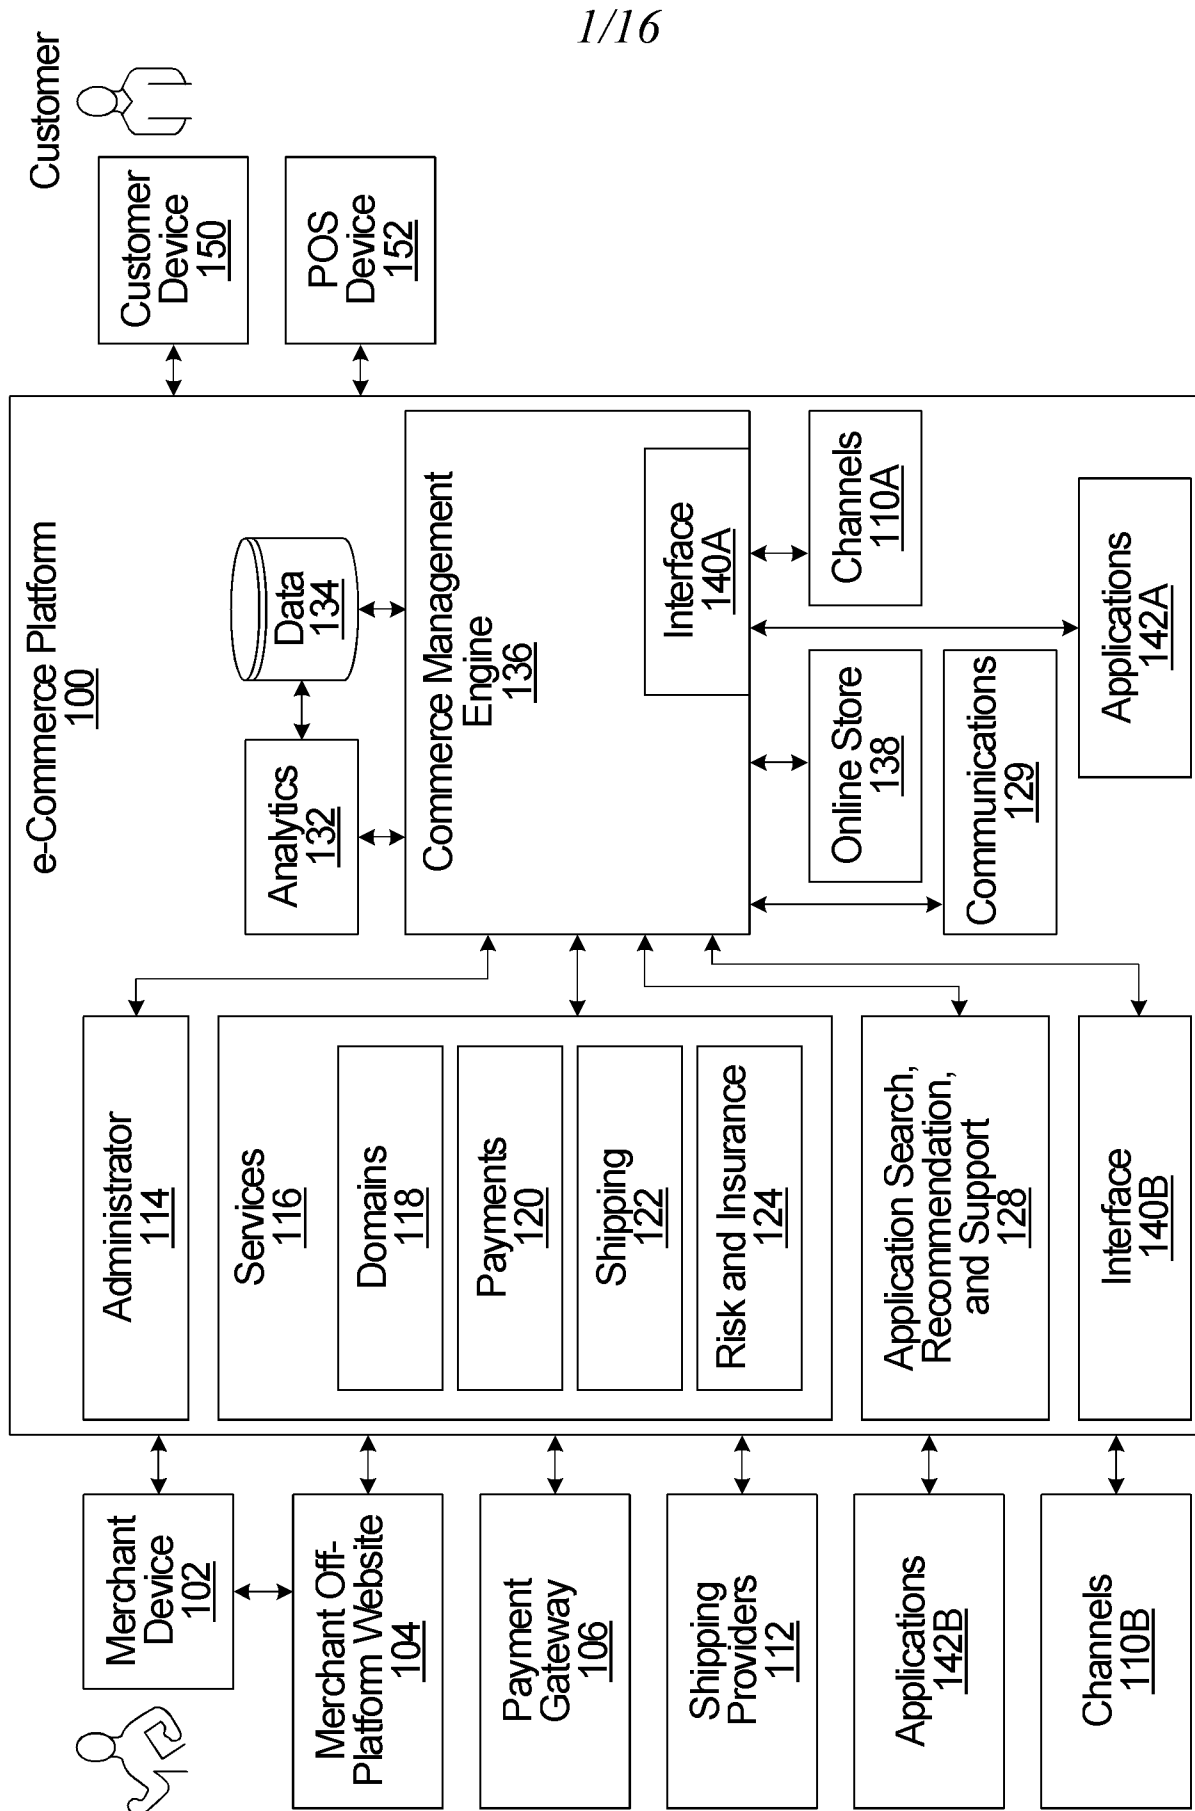 1/16
Customer
e-Commerce Platform
100
Merchant
Device
102
Merchant Off-
Platform Website
104
Payment
Gateway
106
Shipping
Providers
112
Applications
142B
Channels
110B
Administrator
114
Services
116
Domains
118
Payments
120
Shipping
122
Risk and Insurance
124
Application Search,
Recommendation,
and Support
128
Interface
140B
Analytics
132
Data
134
Commerce Management
Engine
136
Interface
140A
Online Store
138
Channels
110A
Communications
129
Applications
142A
Customer
Device
150
POS
Device
152